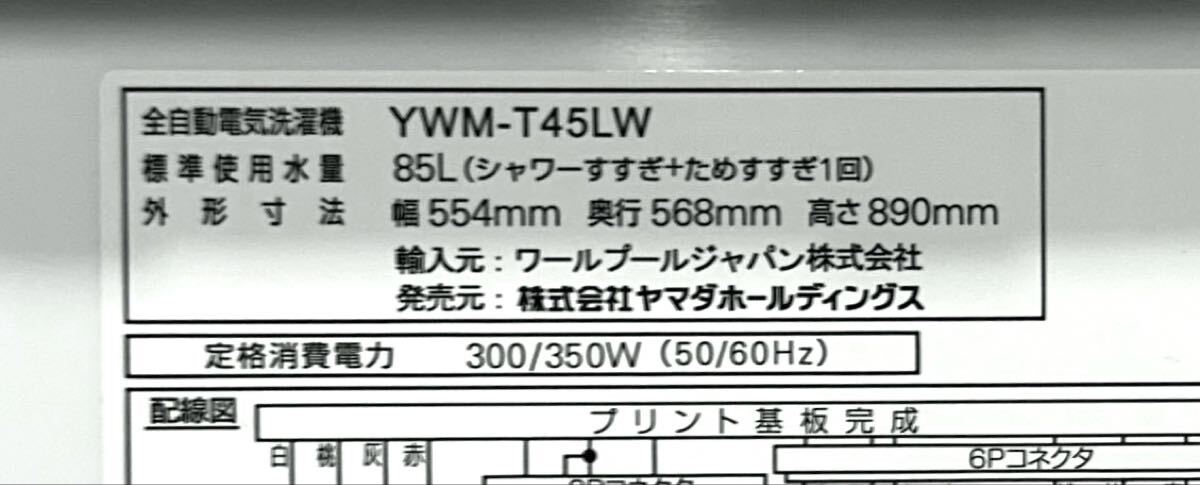 全自動電気洗濯機 YWM-T45LW
標準使用水量 85L(シャワーすすぎ+ためすすぎ1回)
外形寸法 幅554mm 奥行568mm 高さ890mm
輸入元:ワールプールジャパン株式会社
発売元:株式会社ヤマダホールディングス
定格消費電力 300/350W(50/60Hz)
配線図
プリント基板完成
白 桃 灰 赤
6Pコネクタ